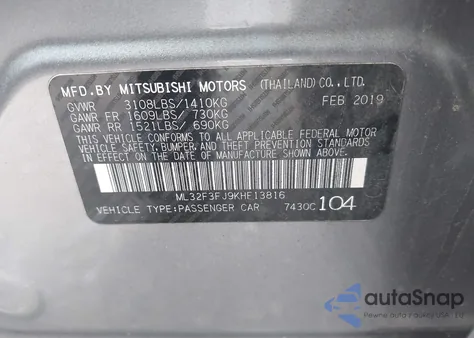 MFD.BY MITSUBISHI MOTORS (THAILAND) CO., LTD.
GVWR 3108LBS/1410KG FEB 2019
GAWR FR 1609LBS/ 730KG
GAWR RR 1521LBS/ 690KG
THIS VEHICLE CONFORMS TO ALL APPLICABLE FEDERAL MOTOR
VEHICLE SAFETY, BUMPER, AND THEFT PREVENTION STANDARDS
IN EFFECT ON THE DATE OF MANUFACTURE SHOWN ABOVE.
ML32F3FJ9KHF13816
VEHICLE TYPE:PASSENGER CAR 7430C 104
autoSnap